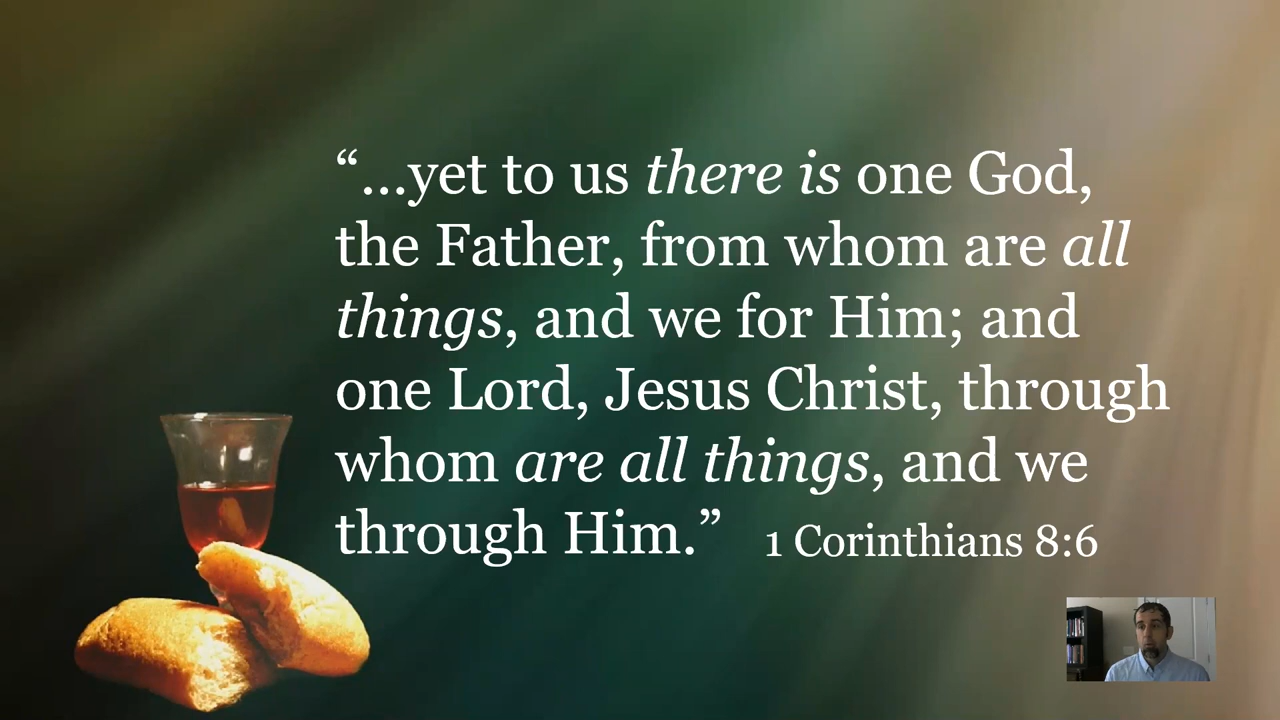 “…yet to us there is one God,
the Father, from whom are all
things, and we for Him; and
one Lord, Jesus Christ, through
whom are all things, and we
through Him.” 1 Corinthians 8:6